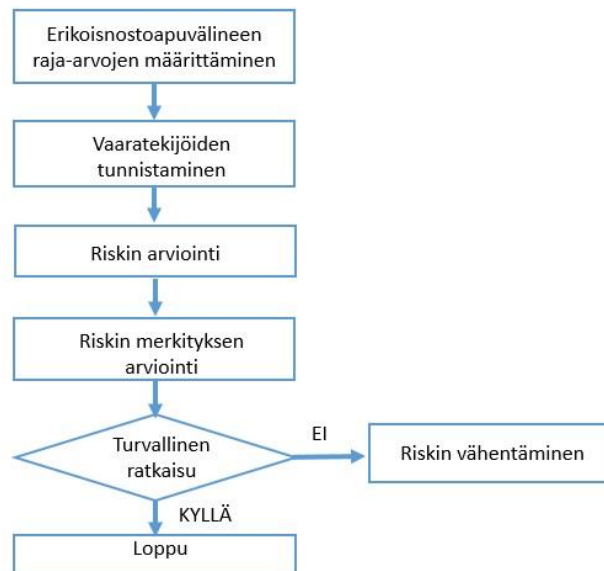 Erikoisnostoapuvälineen
raja-arvojen määrittäminen
Vaaratekijöiden
tunnistaminen
Riskin arviointi
Riskin merkityksen
arviointi
Turvallinen
ratkaisu
EI
Riskin vähentäminen
KYLLÄ
Loppu